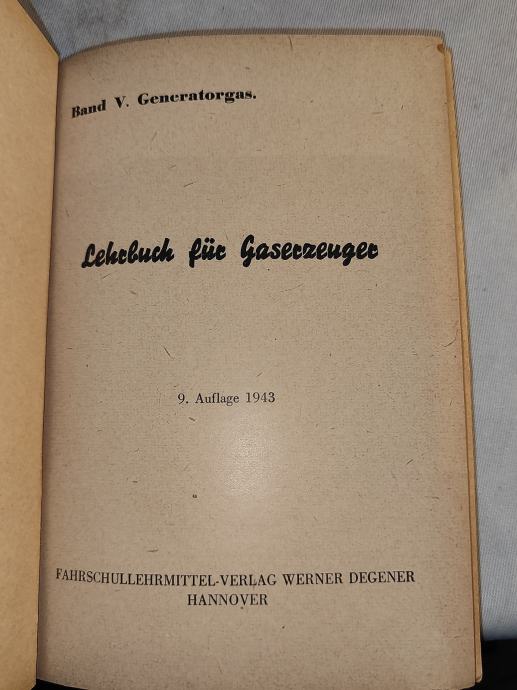 Band V. Generatorgas.
Lehrbuch für Gaserzeuger
9. Auflage 1943
FAHRSCHULLEHRMITTEL-VERLAG WERNER DEGENER
HANNOVER